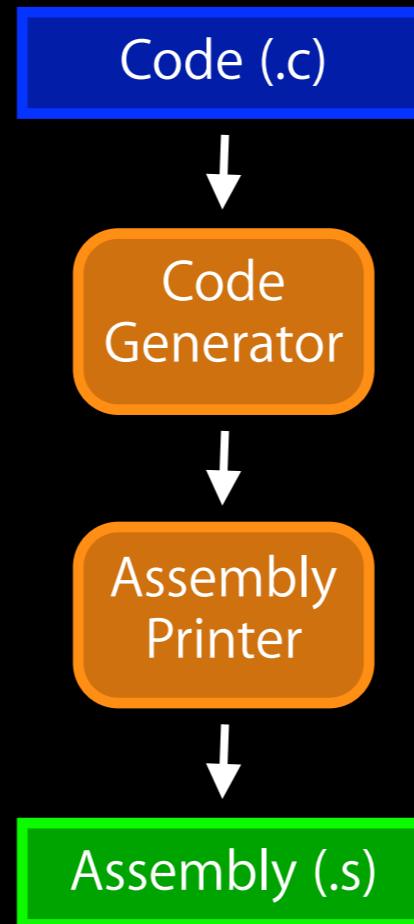 Code (.c)
Code
Generator
Assembly
Printer
Assembly (.s)